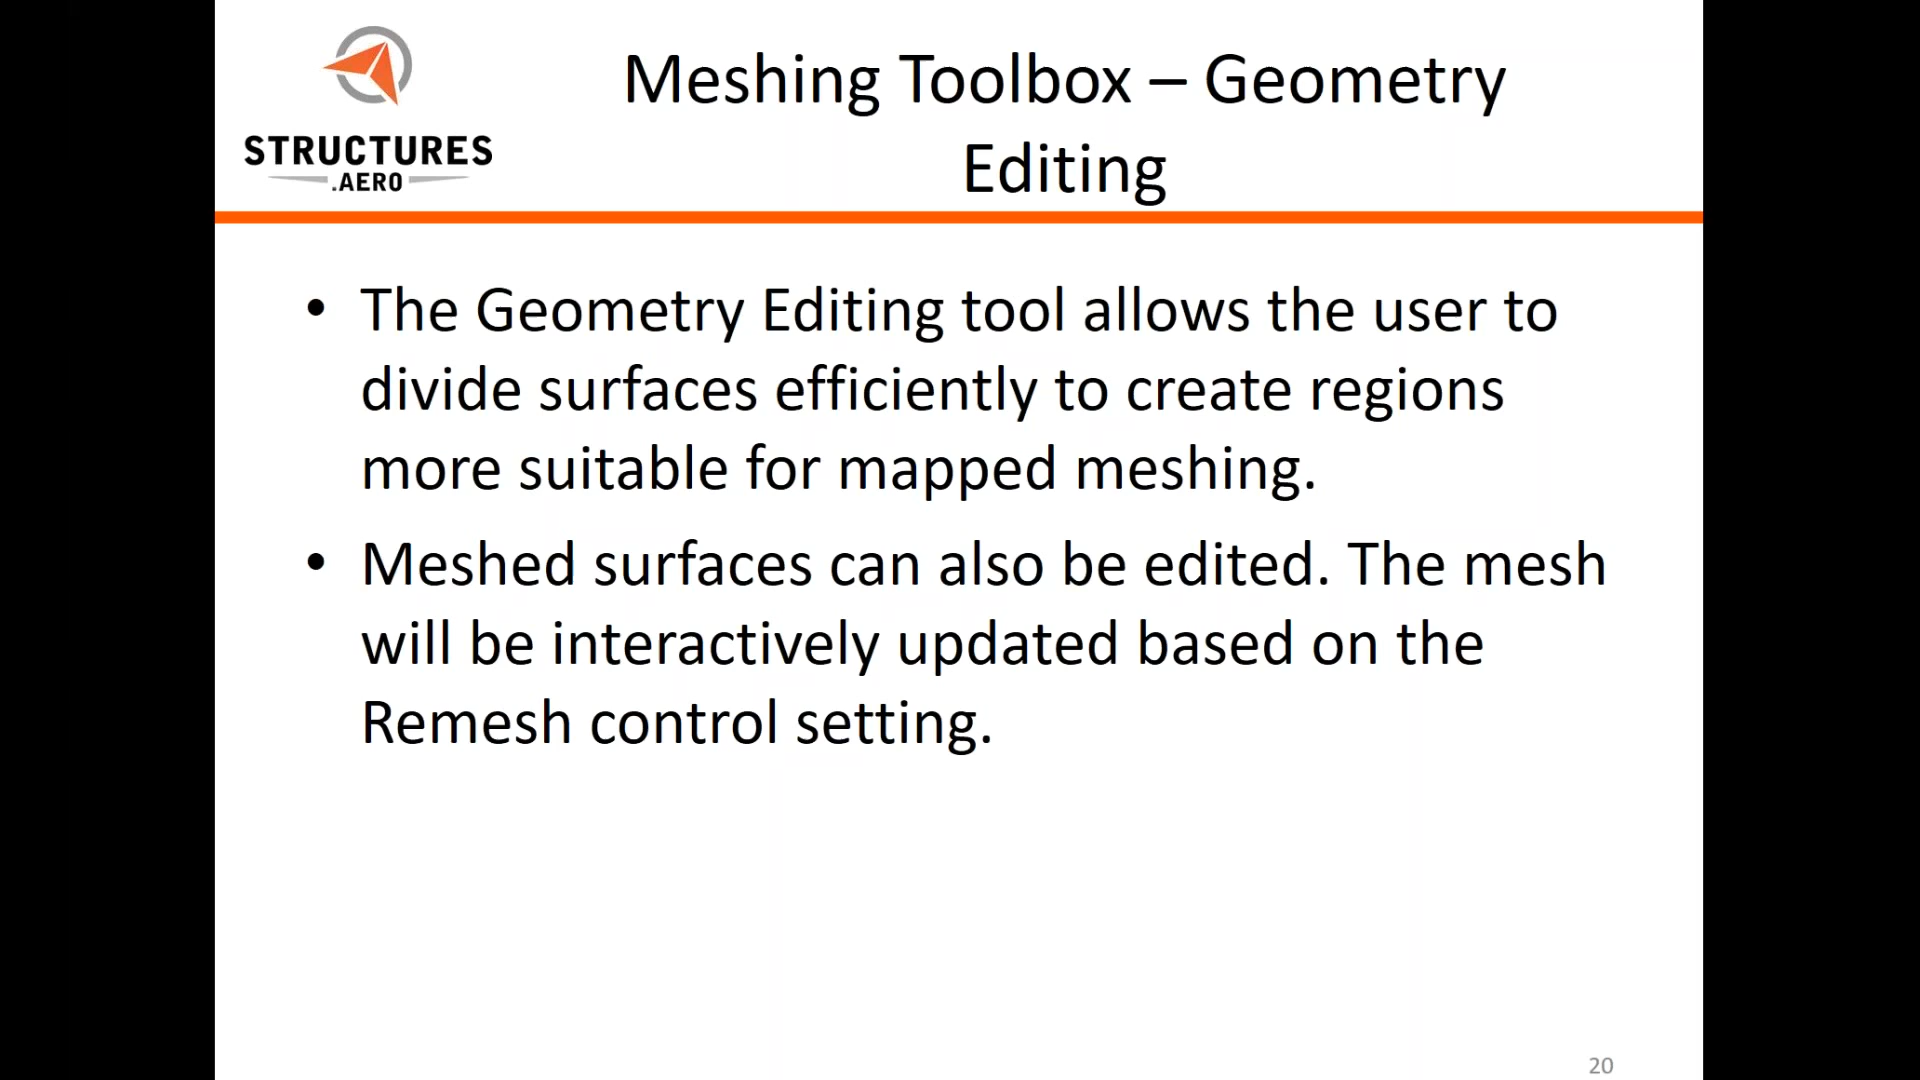 STRUCTURES
.AERO
Meshing Toolbox – Geometry
Editing
• The Geometry Editing tool allows the user to
divide surfaces efficiently to create regions
more suitable for mapped meshing.
• Meshed surfaces can also be edited. The mesh
will be interactively updated based on the
Remesh control setting.
20